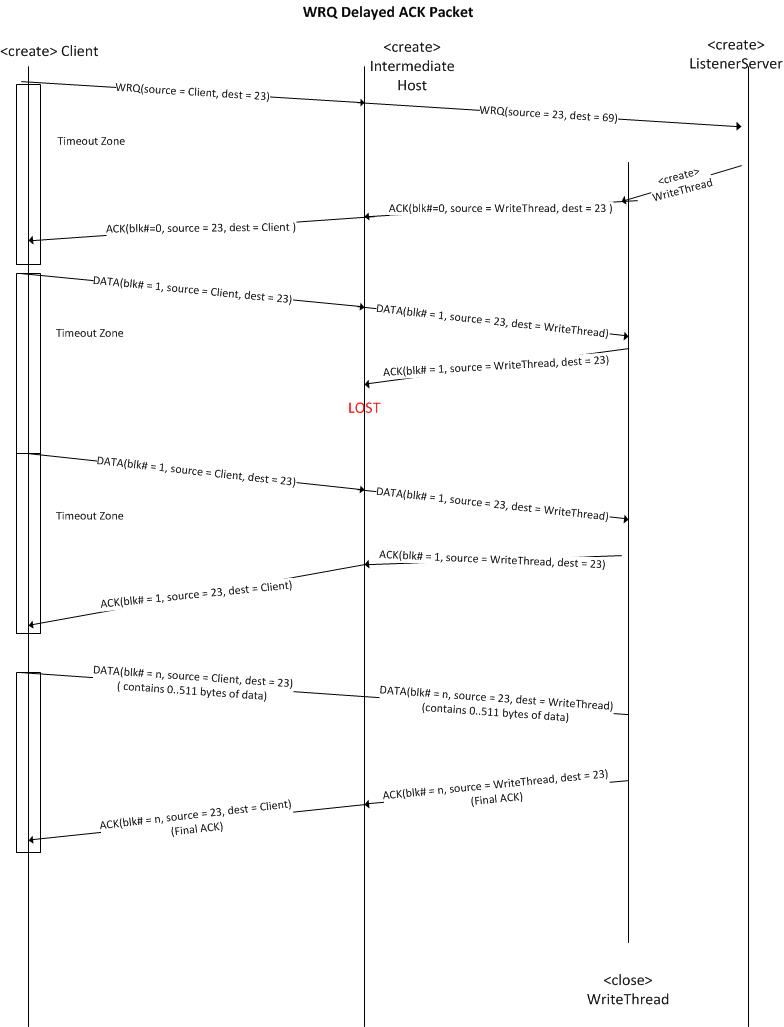 WRQ Delayed ACK Packet
<create> Client
<create>
Intermediate
Host
<create>
ListenerServer
WRQ(source = Client, dest = 23)
WRQ(source = 23, dest = 69)
Timeout Zone
<create>
WriteThread
ACK(blk#=0, source = WriteThread, dest = 23 )
ACK(blk#=0, source = 23, dest = Client )
DATA(blk# = 1, source = Client, dest = 23)
DATA(blk# = 1, source = 23, dest = WriteThread)
Timeout Zone
ACK(blk# = 1, source = WriteThread, dest = 23)
LOST
DATA(blk# = 1, source = Client, dest = 23)
DATA(blk# = 1, source = 23, dest = WriteThread)
Timeout Zone
ACK(blk# = 1, source = WriteThread, dest = 23)
ACK(blk# = 1, source = 23, dest = Client)
DATA(blk# = n, source = Client, dest = 23)
( contains 0..511 bytes of data)
DATA(blk# = n, source = 23, dest = WriteThread)
(contains 0..511 bytes of data)
ACK(blk# = n, source = WriteThread, dest = 23)
(Final ACK)
ACK(blk# = n, source = 23, dest = Client)
(Final ACK)
<close>
WriteThread